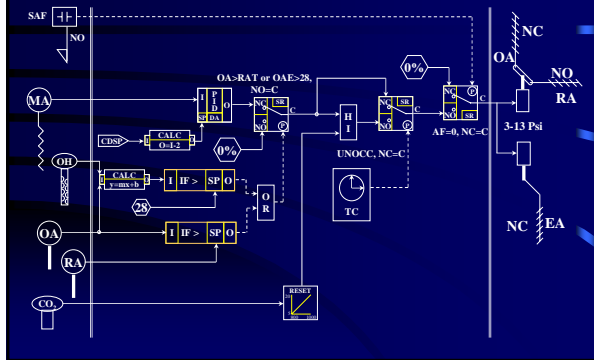 SAF
NO
NC
OA
NO
RA
0%
OA>RAT or OAE>28,
NO=C
MA
I
P
I
D
O
SP
DA
NC
SR
C
NO
P
NC
SR
C
NO
P
NC
SR
C
NO
P
AF=0, NC=C
3-13 Psi
H
I
CDSP
CALC
O=I-2
0%
UNOCC, NC=C
OH
CALC
y=mx+b
I
IF >
SP
O
O
R
TC
28
OA
I
IF >
SP
O
NC
EA
RA
CO2
RESET